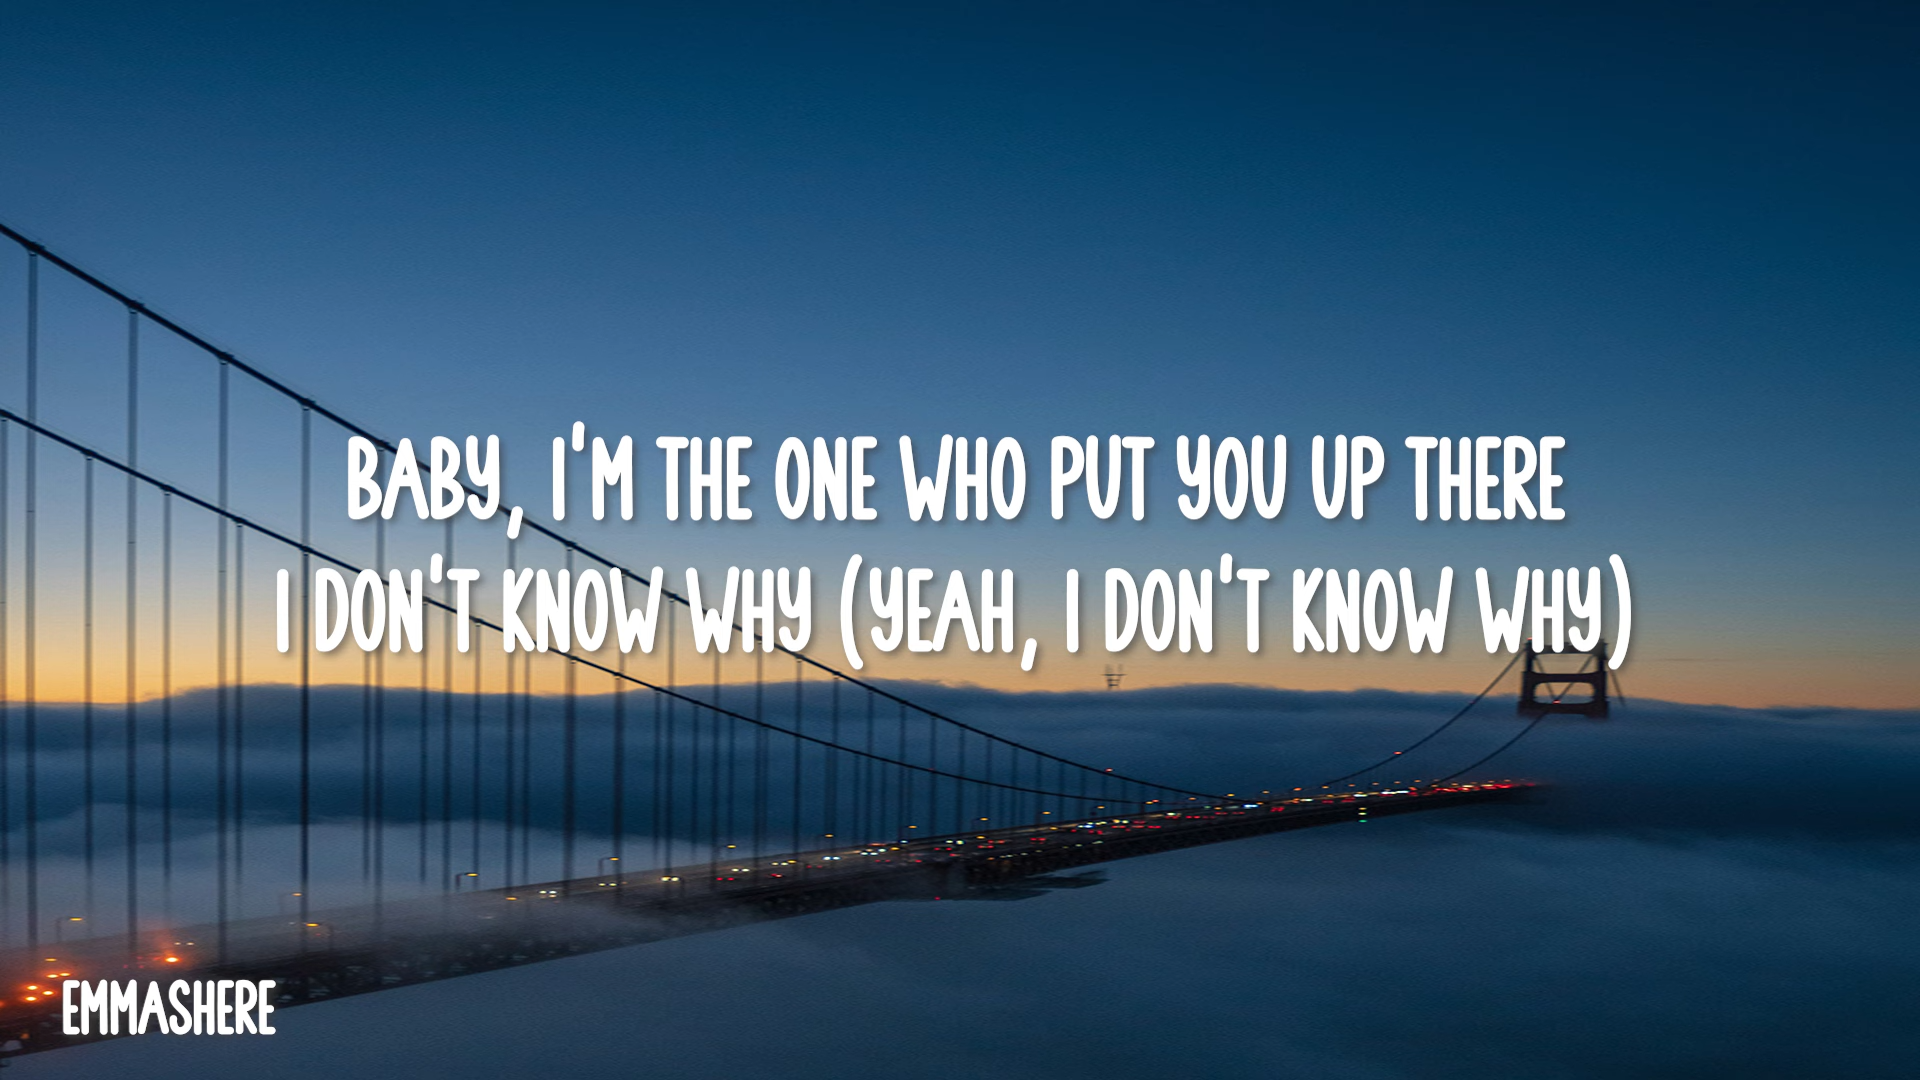 BABY, I'M THE ONE WHO PUT YOU UP THERE
I DON'T KNOW WHY (YEAH, I DON'T KNOW WHY)
EMMASHERE